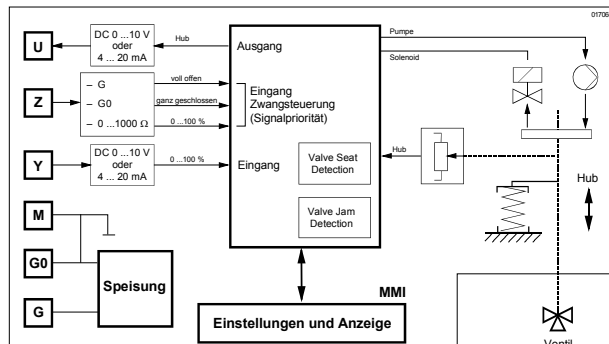 01706
U
DC 0 ...10 V
oder
4 ... 20 mA
Hub
Ausgang
Pumpe
Solenoid
Z
– G
– G0
– 0 ...1000 Ω
voll offen
ganz geschlossen
0 ...100 %
Eingang
Zwangsteuerung
(Signalpriorität)
Y
DC 0 ...10 V
oder
4 ... 20 mA
0 ...100 %
Eingang
Valve Seat
Detection
Valve Jam
Detection
Hub
Hub
M
G0
G
Speisung
MMI
Einstellungen und Anzeige
Ventil